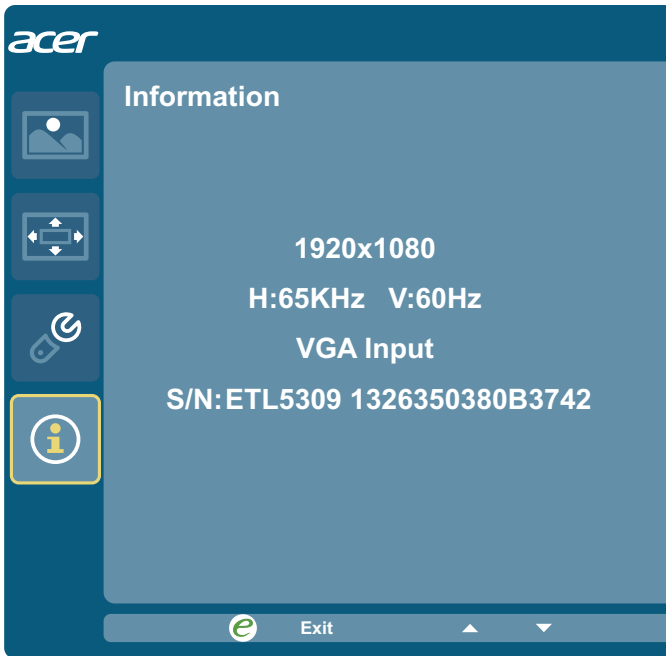 acer
Information
1920x1080
H:65KHz V:60Hz
VGA Input
S/N:ETL5309 1326350380B3742
e Exit